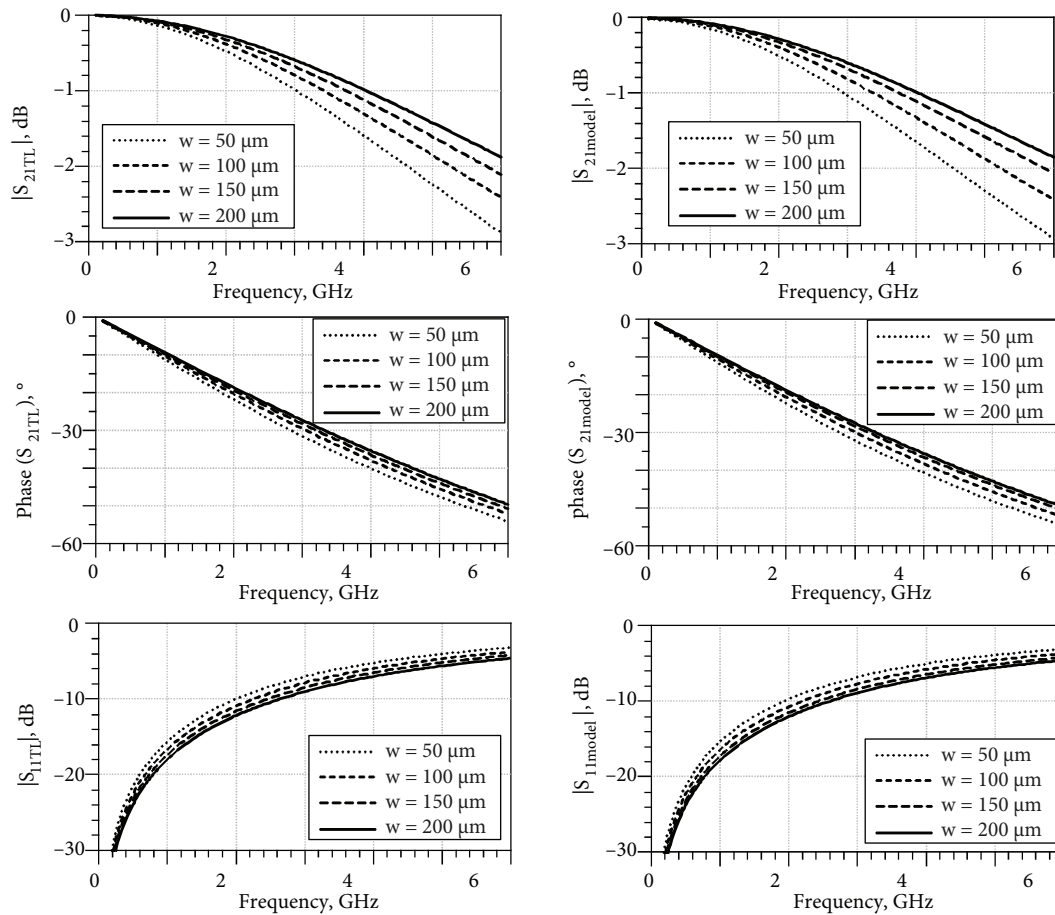 0
−1
−2
−3
|S 21TL|, dB
w = 50 μm
w = 100 μm
w = 150 μm
w = 200 μm
0 2 4 6
Frequency, GHz
0
−1
−2
−3
|S 21model|, dB
w = 50 μm
w = 100 μm
w = 150 μm
w = 200 μm
0 2 4 6
Frequency, GHz
0
−30
−60
Phase (S 21TL), °
w = 50 μm
w = 100 μm
w = 150 μm
w = 200 μm
0 2 4 6
Frequency, GHz
0
−30
−60
phase (S 21model), °
w = 50 μm
w = 100 μm
w = 150 μm
w = 200 μm
0 2 4 6
Frequency, GHz
0
−10
−20
−30
|S11TL|, dB
w = 50 μm
w = 100 μm
w = 150 μm
w = 200 μm
0 2 4 6
Frequency, GHz
0
−10
−20
−30
|S 11model|, dB
w = 50 μm
w = 100 μm
w = 150 μm
w = 200 μm
0 2 4 6
Frequency, GHz